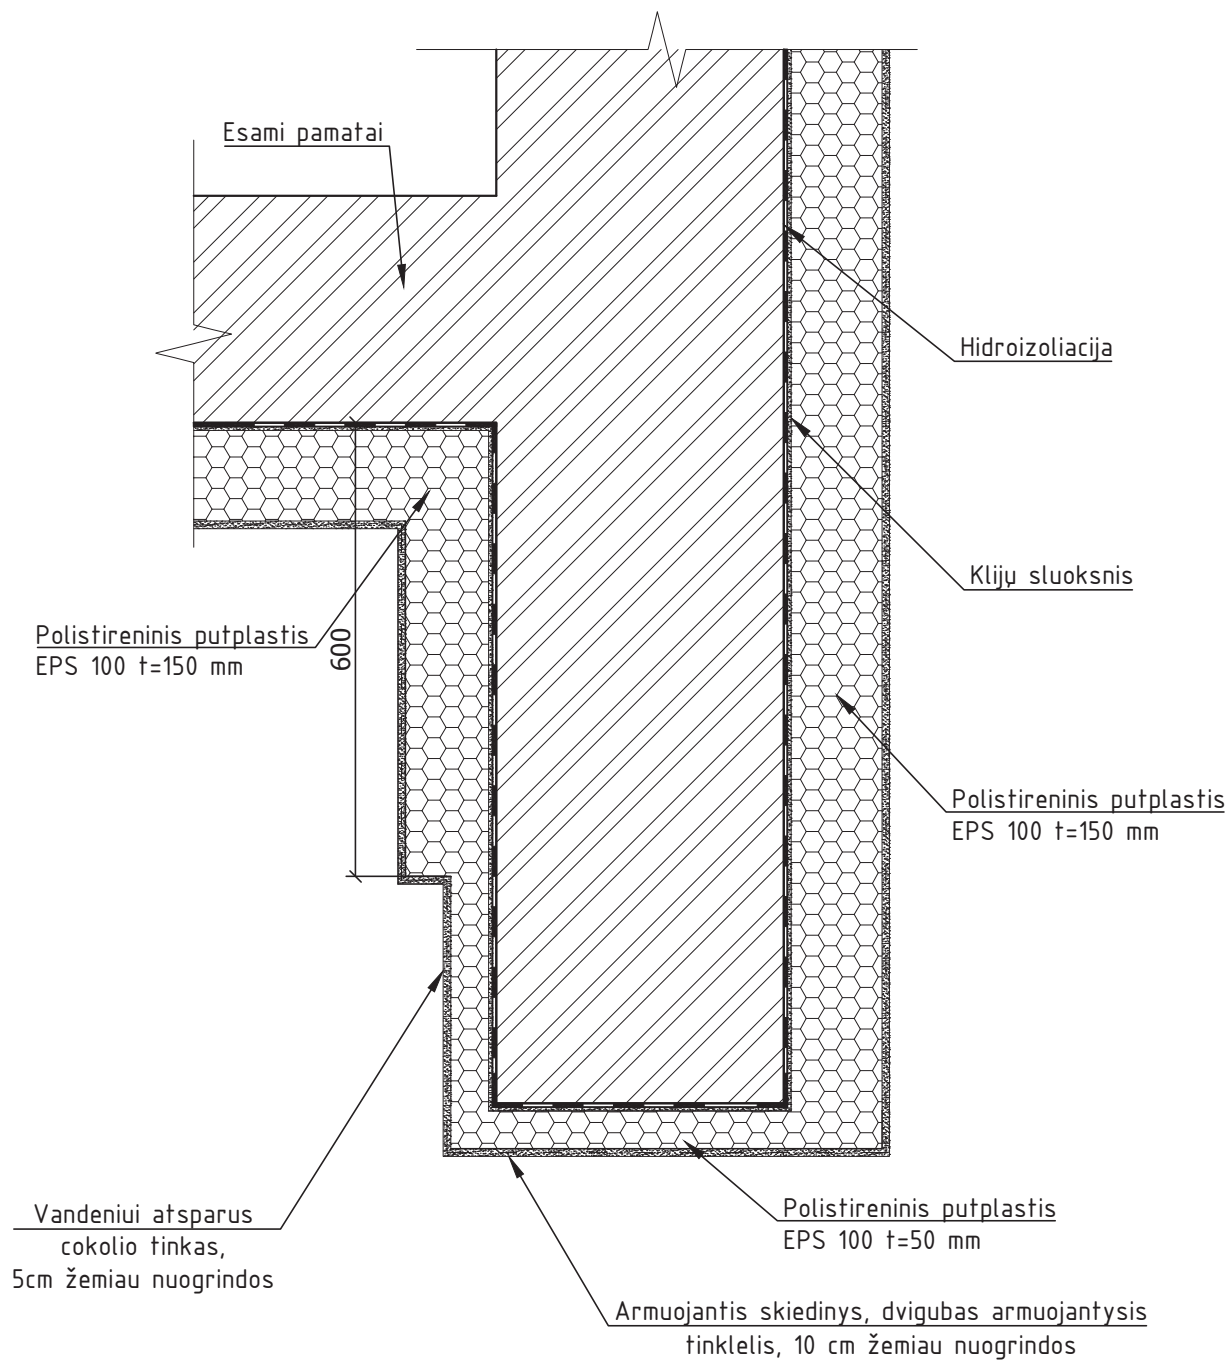 Esami pamatai
Hidroizoliacija
Klijų sluoksnis
Polistireninis putplastis
EPS 100 t=150 mm
600
Polistireninis putplastis
EPS 100 t=150 mm
Vandeniui atsparus
cokolio tinkas,
5cm žemiau nuogrindos
Polistireninis putplastis
EPS 100 t=50 mm
Armuojantis skiedinys, dvigubas armuojantysis
tinklelis, 10 cm žemiau nuogrindos